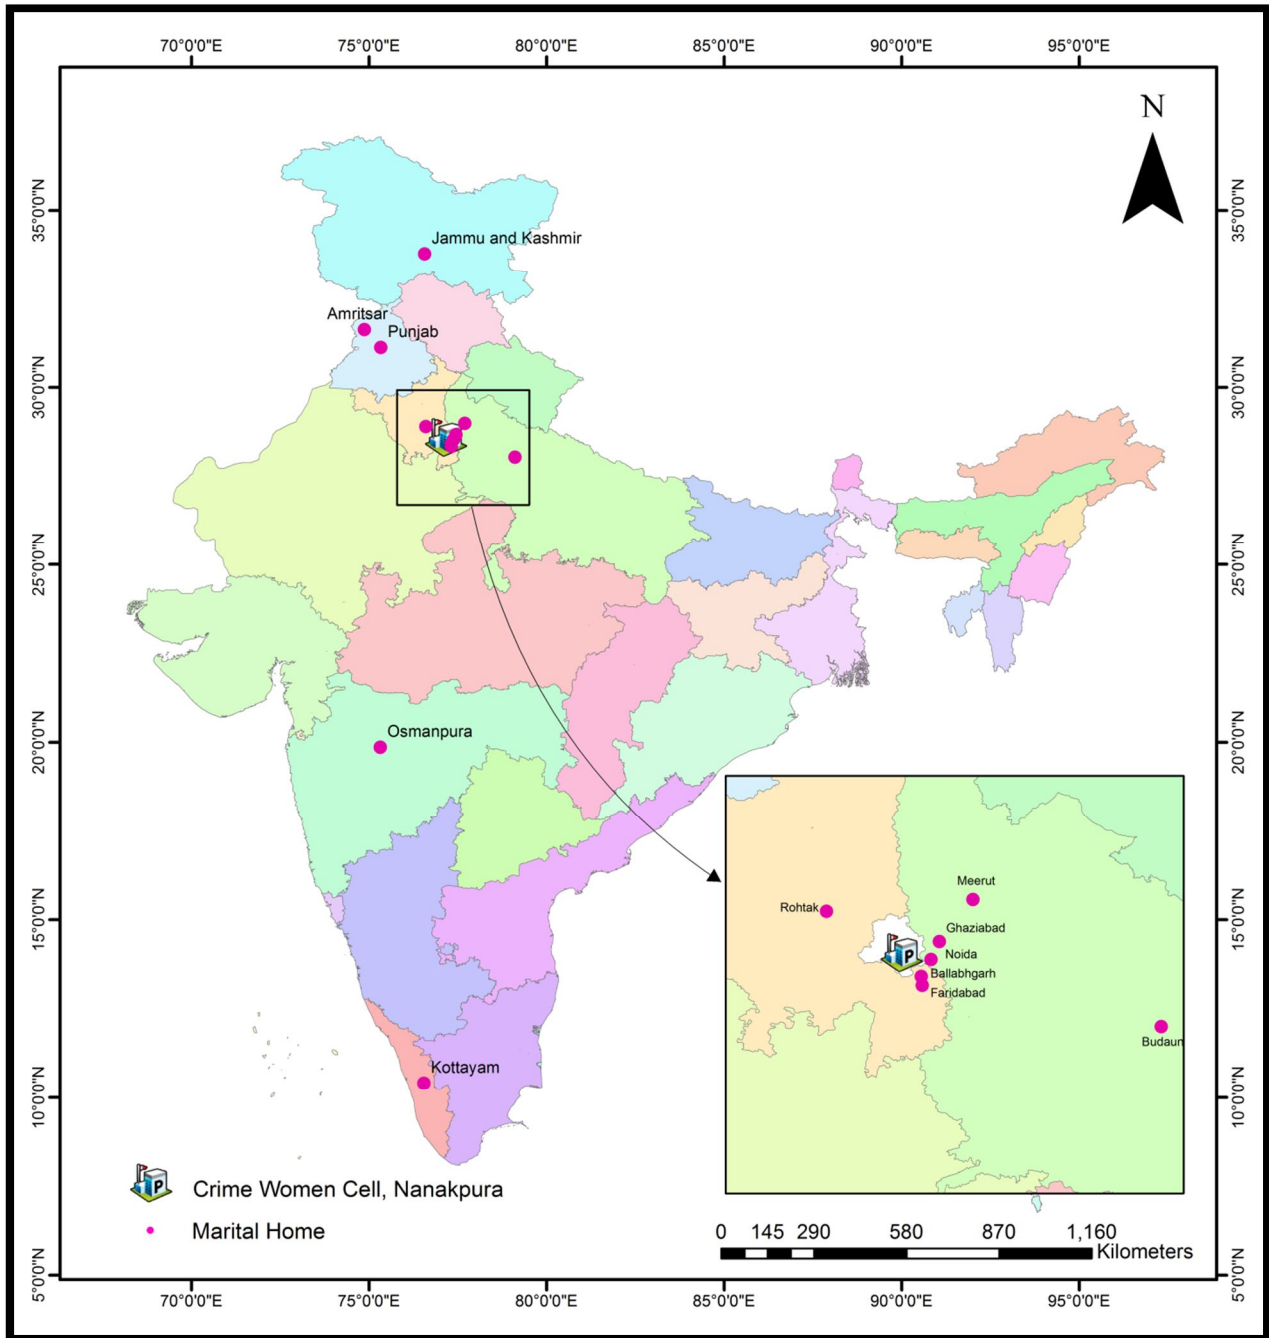 70°0'0"E 75°0'0"E 80°0'0"E 85°0'0"E 90°0'0"E 95°0'0"E
N
35°0'0"N 35°0'0"N
Jammu and Kashmir
Amritsar
Punjab
30°0'0"N 30°0'0"N
P
25°0'0"N 25°0'0"N
Osmanpura
20°0'0"N 20°0'0"N
Meerut
Rohtak
15°0'0"N 15°0'0"N
Ghaziabad
P
Noida
Ballabhgarh
Faridabad
Budaun
Kottayam
10°0'0"N 10°0'0"N
P Crime Women Cell, Nanakpura
Marital Home
0 145 290 580 870 1,160
Kilometers
5°0'0"N 5°0'0"N
70°0'0"E 75°0'0"E 80°0'0"E 85°0'0"E 90°0'0"E 95°0'0"E